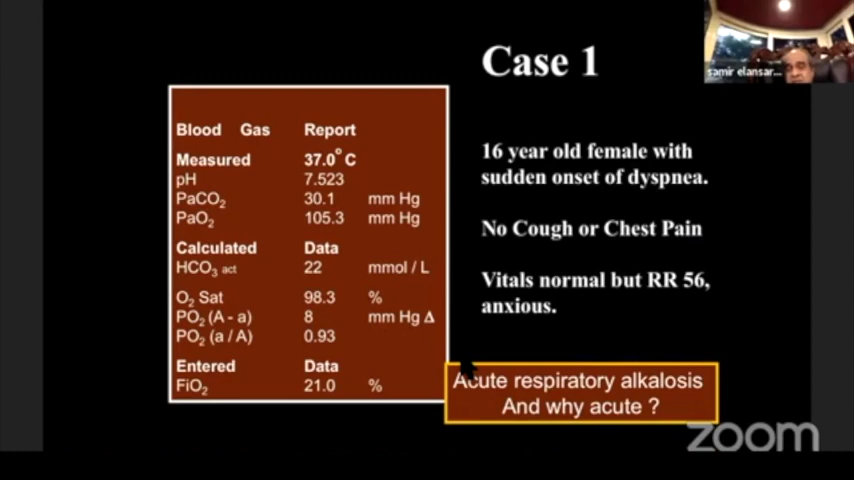 samir elansar...
Case 1
Blood Gas Report
Measured 37.0°C
pH 7.523
PaCO2 30.1 mm Hg
PaO2 105.3 mm Hg
Calculated Data
HCO3 act 22 mmol / L
O2 Sat 98.3 %
PO2 (A - a) 8 mm Hg Δ
PO2 (a / A) 0.93
Entered Data
FiO2 21.0 %
16 year old female with
sudden onset of dyspnea.
No Cough or Chest Pain
Vitals normal but RR 56,
anxious.
Acute respiratory alkalosis
And why acute ?
zoom